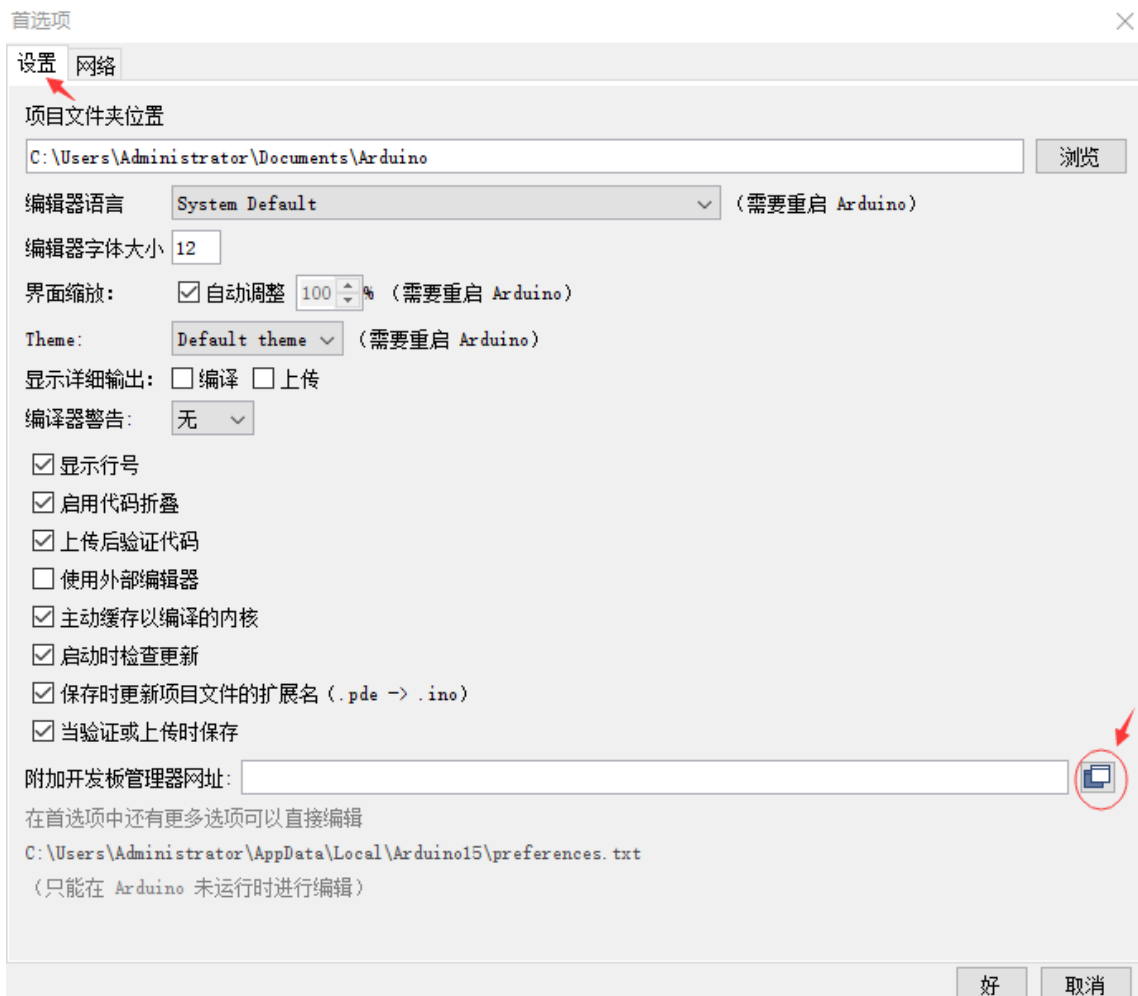 首选项
设置 网络
项目文件夹位置
C:\Users\Administrator\Documents\Arduino 浏览
编辑器语言 System Default (需要重启 Arduino)
编辑器字体大小 12
界面缩放： 自动调整 100 % (需要重启 Arduino)
Theme: Default theme (需要重启 Arduino)
显示详细输出： 编译 上传
编译器警告: 无
显示行号
启用代码折叠
上传后验证代码
使用外部编辑器
主动缓存以编译的内核
启动时检查更新
保存时更新项目文件的扩展名 (.pde -> .ino)
当验证或上传时保存
附加开发板管理器网址:
在首选项中还有更多选项可以直接编辑
C:\Users\Administrator\AppData\Local\Arduino15\preferences.txt
(只能在 Arduino 未运行时进行编辑)
好 取消